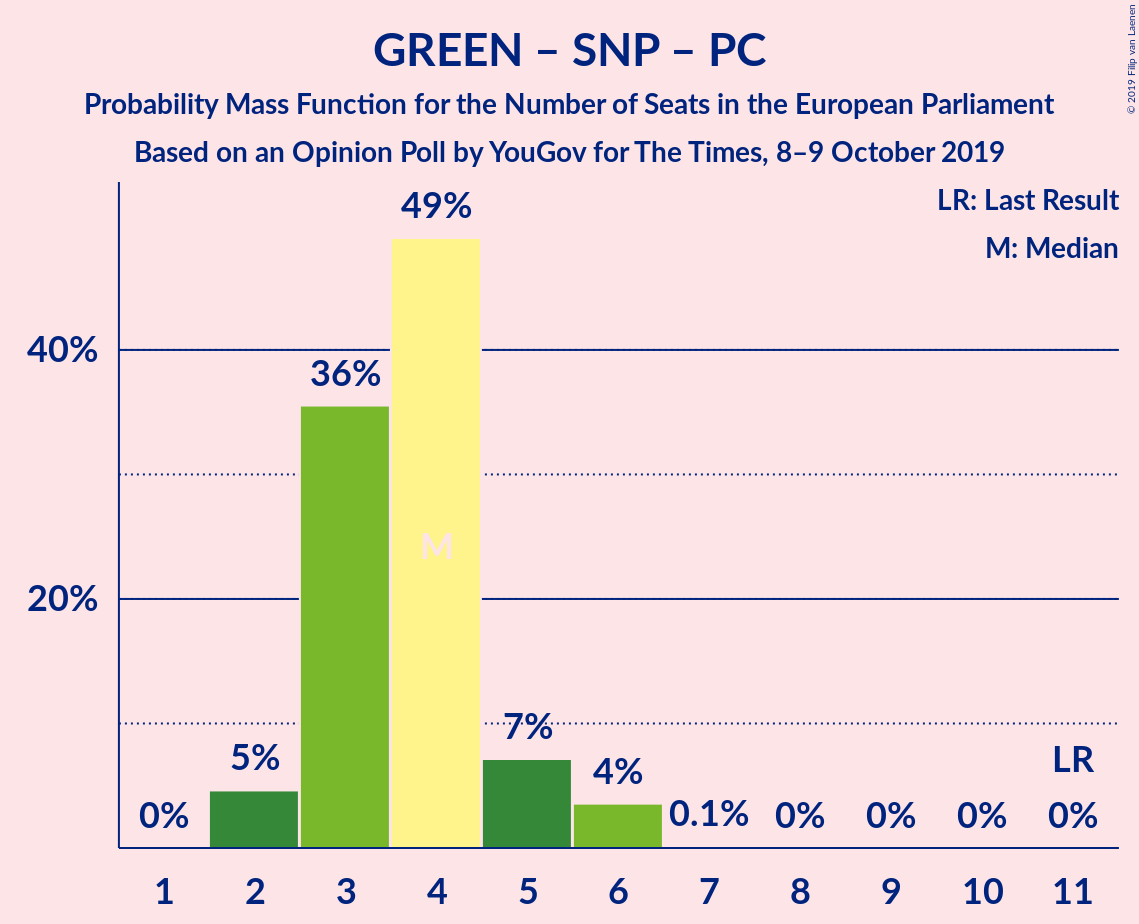 GREEN – SNP – PC
Probability Mass Function for the Number of Seats in the European Parliament
Based on an Opinion Poll by YouGov for The Times, 8–9 October 2019
© 2019 Filip van Laenen
LR: Last Result
M: Median
49%
40%
36%
M
20%
7%
5%
4%
LR
0%
0.1%
0%
0%
0%
0%
1 2 3 4 5 6 7 8 9 10 11